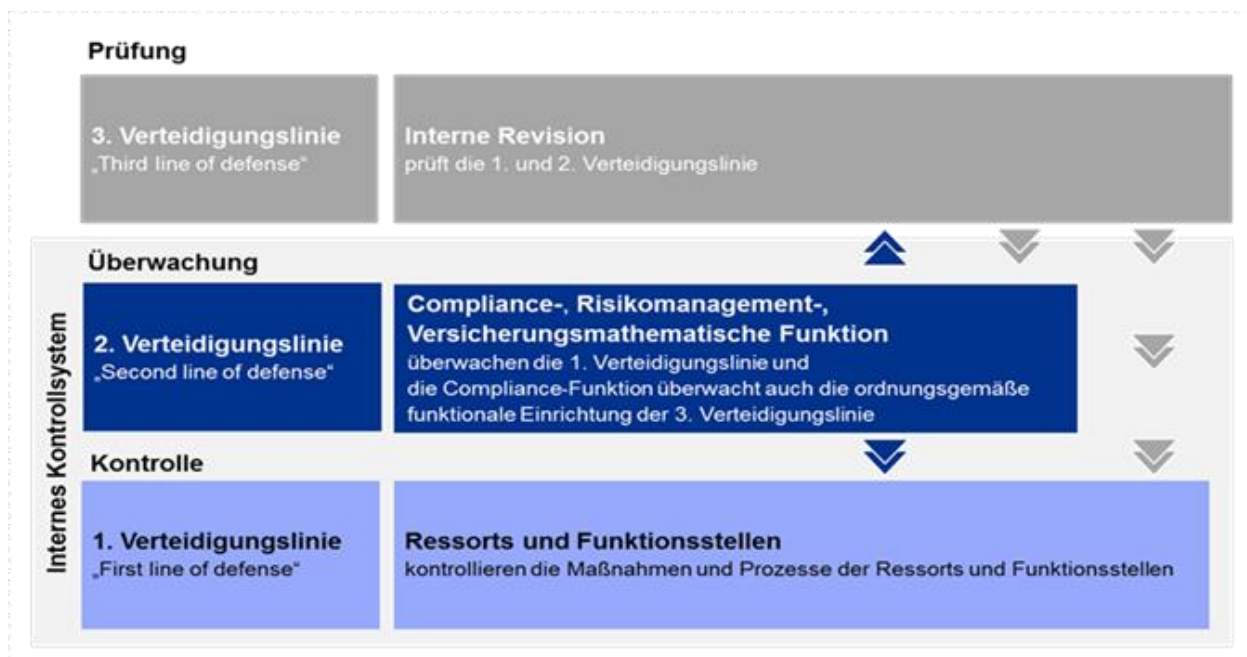 Prüfung
3. Verteidigungslinie
„Third line of defense“
Interne Revision
prüft die 1. und 2. Verteidigungslinie
Internes Kontrollsystem
Überwachung
2. Verteidigungslinie
„Second line of defense“
Compliance-, Risikomanagement-,
Versicherungsmathematische Funktion
überwachen die 1. Verteidigungslinie und
die Compliance-Funktion überwacht auch die ordnungsgemäße
funktionale Einrichtung der 3. Verteidigungslinie
Kontrolle
1. Verteidigungslinie
„First line of defense“
Ressorts und Funktionsstellen
kontrollieren die Maßnahmen und Prozesse der Ressorts und Funktionsstellen